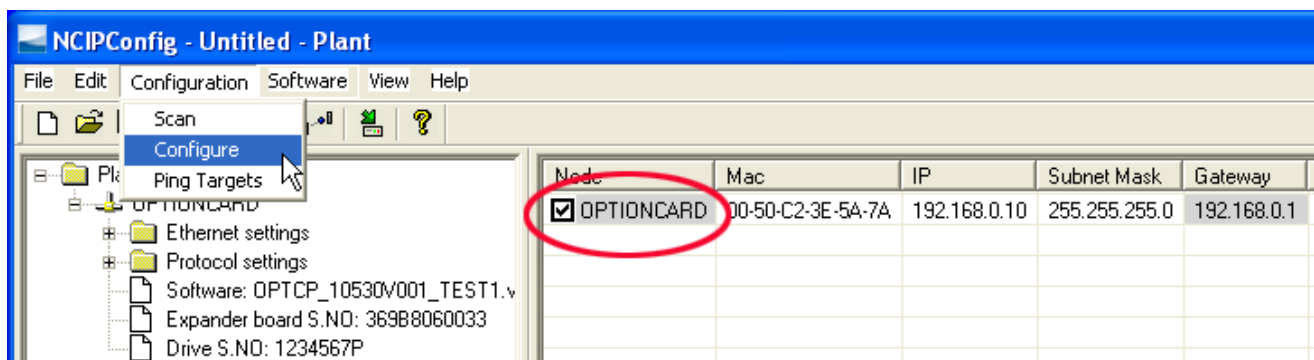 NCIPConfig - Untitled - Plant
File Edit Configuration Software View Help
Scan
Configure
Ping Targets
Node Mac IP Subnet Mask Gateway
OPTIONCARD
OPTIONCARD 00-50-C2-3E-5A-7A 192.168.0.10 255.255.255.0 192.168.0.1
Ethernet settings
Protocol settings
Software: OPTCP_10530V001_TEST1.v
Expander board S.NO: 369B8060033
Drive S.NO: 1234567P